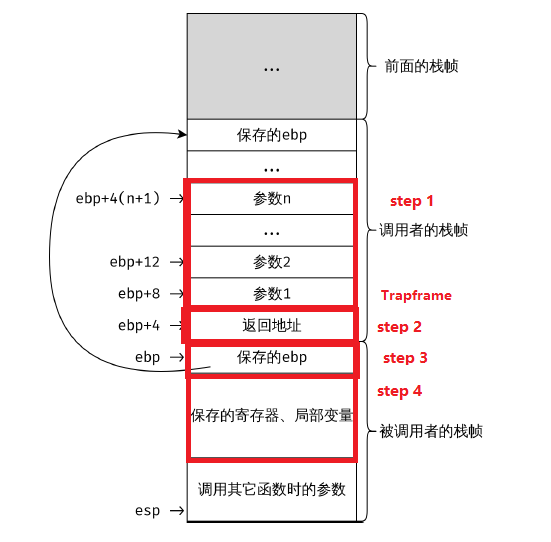 ...
前面的栈帧
保存的ebp
...
ebp+4(n+1)
参数n
step 1
...
调用者的栈帧
ebp+12
参数2
ebp+8
参数1
Trapframe
ebp+4
返回地址
step 2
ebp
保存的ebp
step 3
step 4
保存的寄存器、局部变量
被调用者的栈帧
调用其它函数时的参数
esp